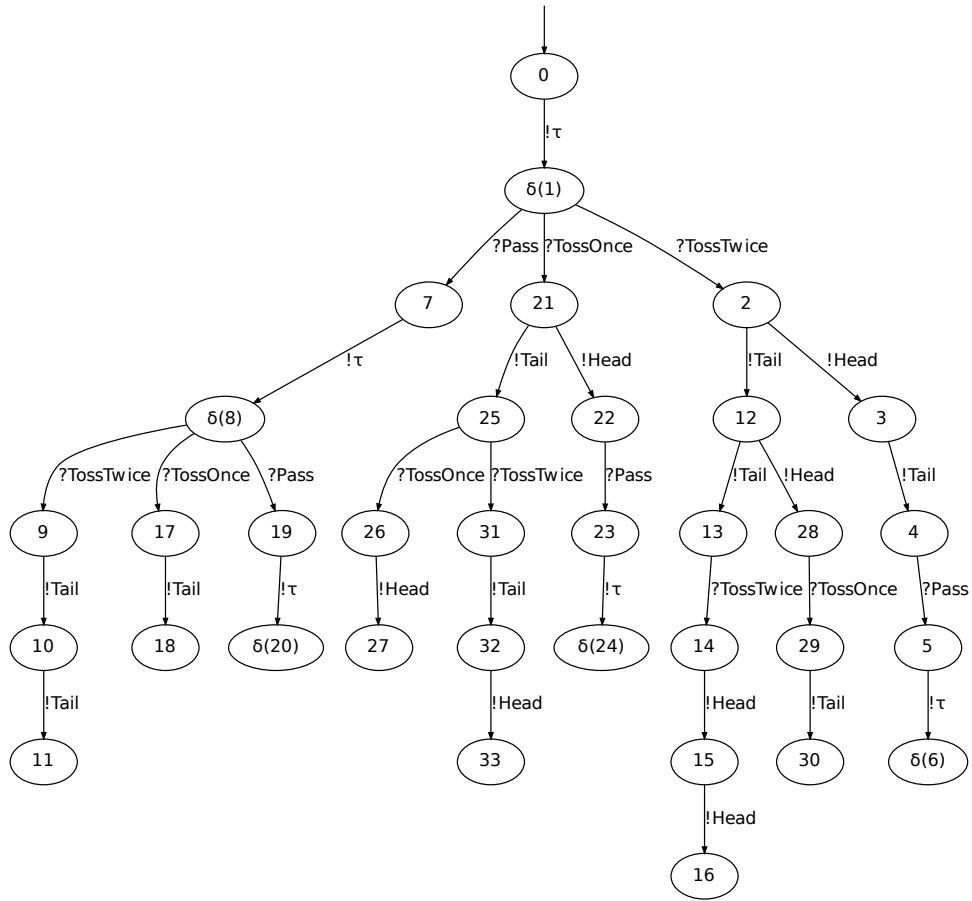 0
!τ
δ(1)
?Pass ?TossOnce ?TossTwice
7 21 2
!τ !Tail !Head !Tail !Head
δ(8) 25 22 12 3
?TossTwice ?TossOnce ?Pass ?TossOnce ?TossTwice ?Pass !Tail !Head !Tail
9 17 19 26 31 23 13 28 4
!Tail !Tail !τ !Head !Tail !τ ?TossTwice ?TossOnce ?Pass
10 18 δ(20) 27 32 δ(24) 14 29 5
!Tail !Head !Head !Tail !τ
11 33 15 30 δ(6)
!Head
16